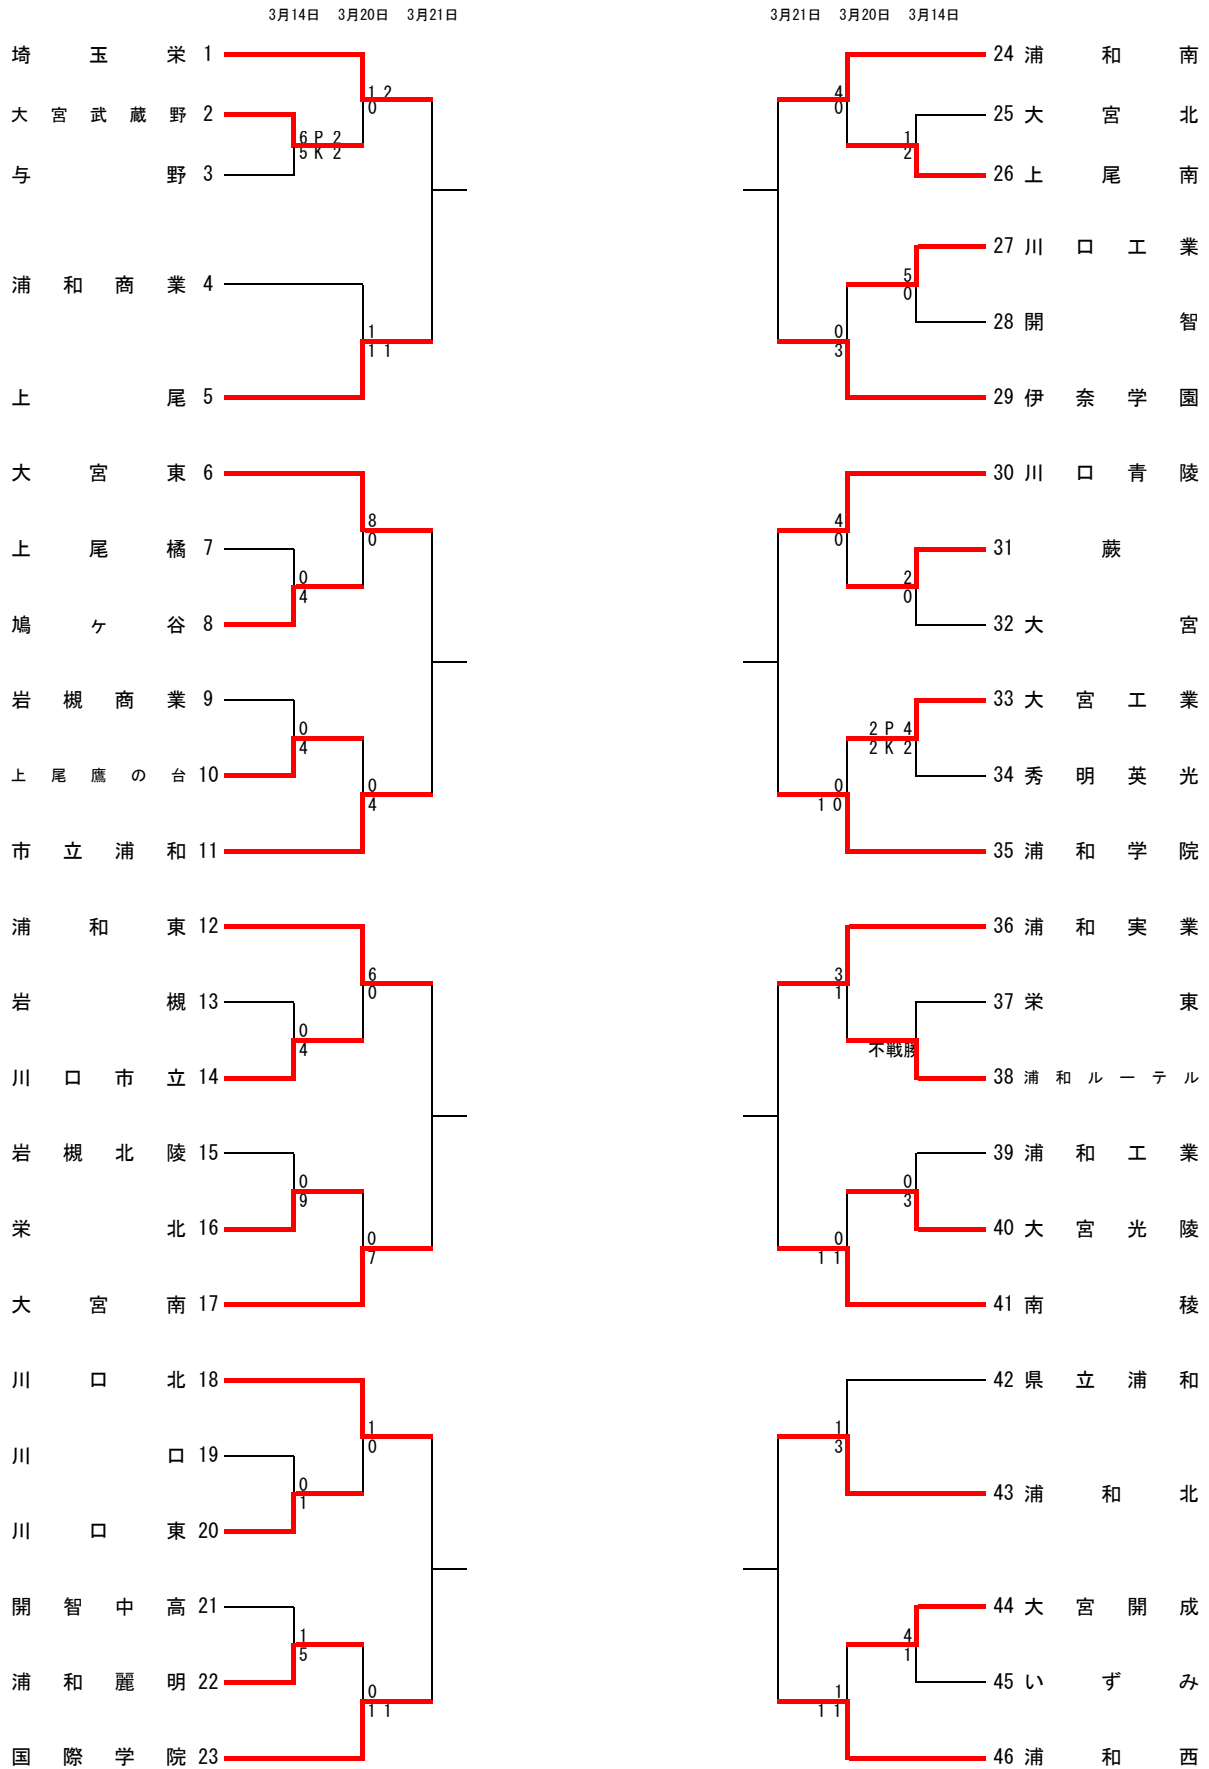 3月14日 3月20日 3月21日 3月21日 3月20日 3月14日
埼玉栄 1 24 浦和南
1 2 4
0 0
大宮武蔵野 2 25 大宮北
6 P 2 1
5 K 2 2
与野 3 26 上尾南
27 川口工業
浦和商業 4 5
0
28 開智
1 0
1 1 3
上尾 5 29 伊奈学園
大宮東 6 30 川口青陵
8 4
0 0
上尾橘 7 31 蕨
0 2
4 0
鳩ヶ谷 8 32 大宮
岩槻商業 9 33 大宮工業
0 2 P 4
4 2 K 2
上尾鷹の台 10 34 秀明英光
0 0
4 1 0
市立浦和 11 35 浦和学院
浦和東 12 36 浦和実業
6 3
0 1
岩槻 13 37 栄東
0
4 不戦勝
川口市立 14 38 浦和ルーテル
岩槻北陵 15 39 浦和工業
0 0
9 3
栄北 16 40 大宮光陵
0 0
7 1 1
大宮南 17 41 南稜
川口北 18 42 県立浦和
1 1
0 3
川口 19
0
1 43 浦和北
川口東 20
開智中高 21 44 大宮開成
1 4
5 1
浦和麗明 22 45 いずみ
0 1
1 1 1 1
国際学院 23 46 浦和西